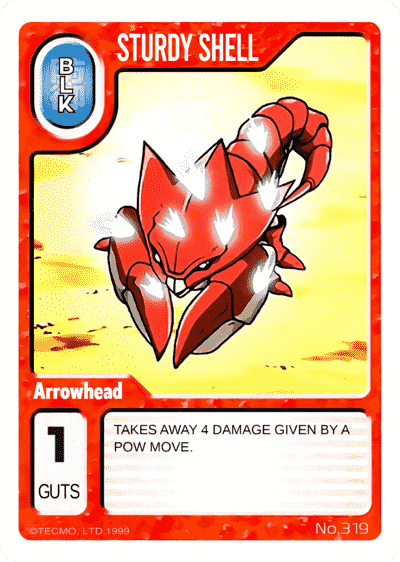 STURDY SHELL
BLK
Arrowhead
1
GUTS
TAKES AWAY 4 DAMAGE GIVEN BY A
POW MOVE.
©TECMO, LTD.1999
No.319